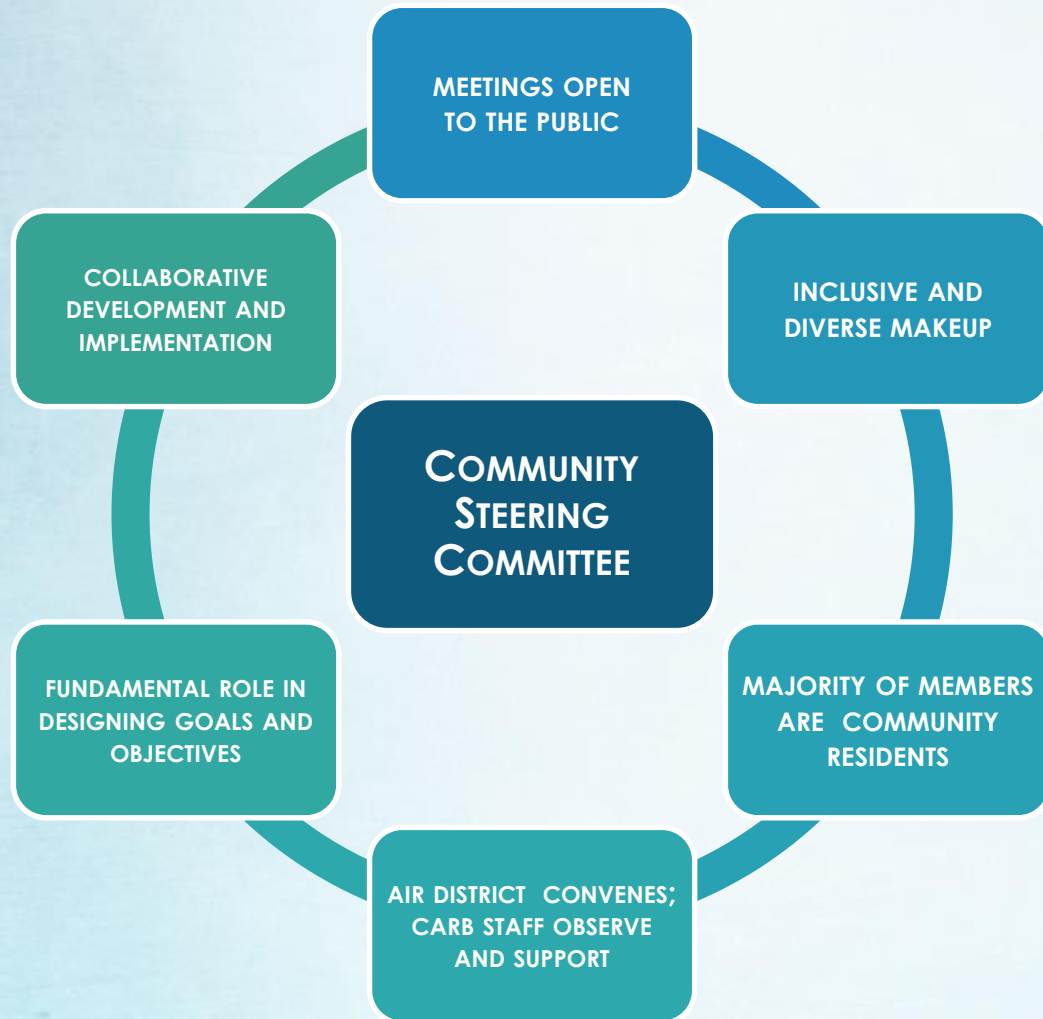 MEETINGS OPEN
TO THE PUBLIC
INCLUSIVE AND
DIVERSE MAKEUP
MAJORITY OF MEMBERS
ARE COMMUNITY
RESIDENTS
AIR DISTRICT CONVENES;
CARB STAFF OBSERVE
AND SUPPORT
FUNDAMENTAL ROLE IN
DESIGNING GOALS AND
OBJECTIVES
COLLABORATIVE
DEVELOPMENT AND
IMPLEMENTATION
COMMUNITY
STEERING
COMMITTEE